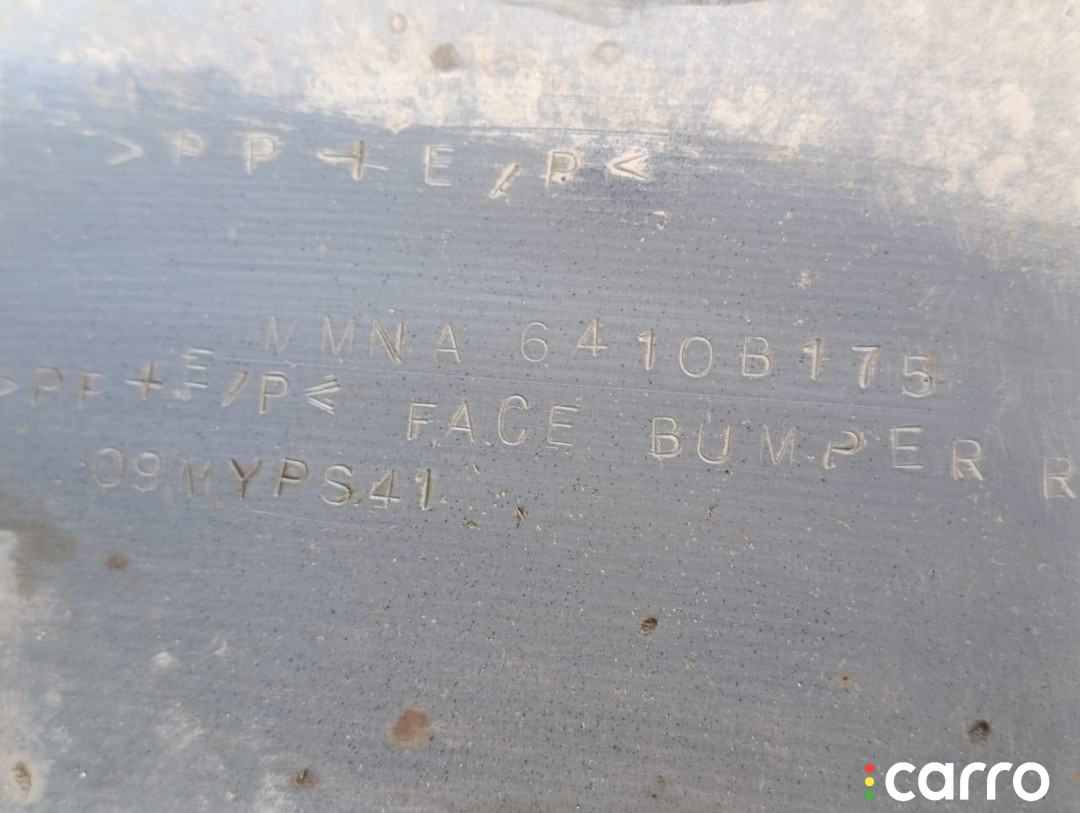 >PP+E/P<
MMNA 6410B175
>PP+E/P<
FACE BUMPER R R
09MYPS41
carro